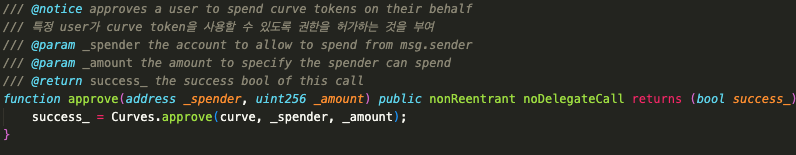 /// @notice approves a user to spend curve tokens on their behalf
/// 특정 user가 curve token을 사용할 수 있도록 권한을 허가하는 것을 부여
/// @param _spender the account to allow to spend from msg.sender
/// @param _amount the amount to specify the spender can spend
/// @return success_ the success bool of this call
function approve(address _spender, uint256 _amount) public nonReentrant noDelegateCall returns (bool success_)
success_ = Curves.approve(curve, _spender, _amount);
}